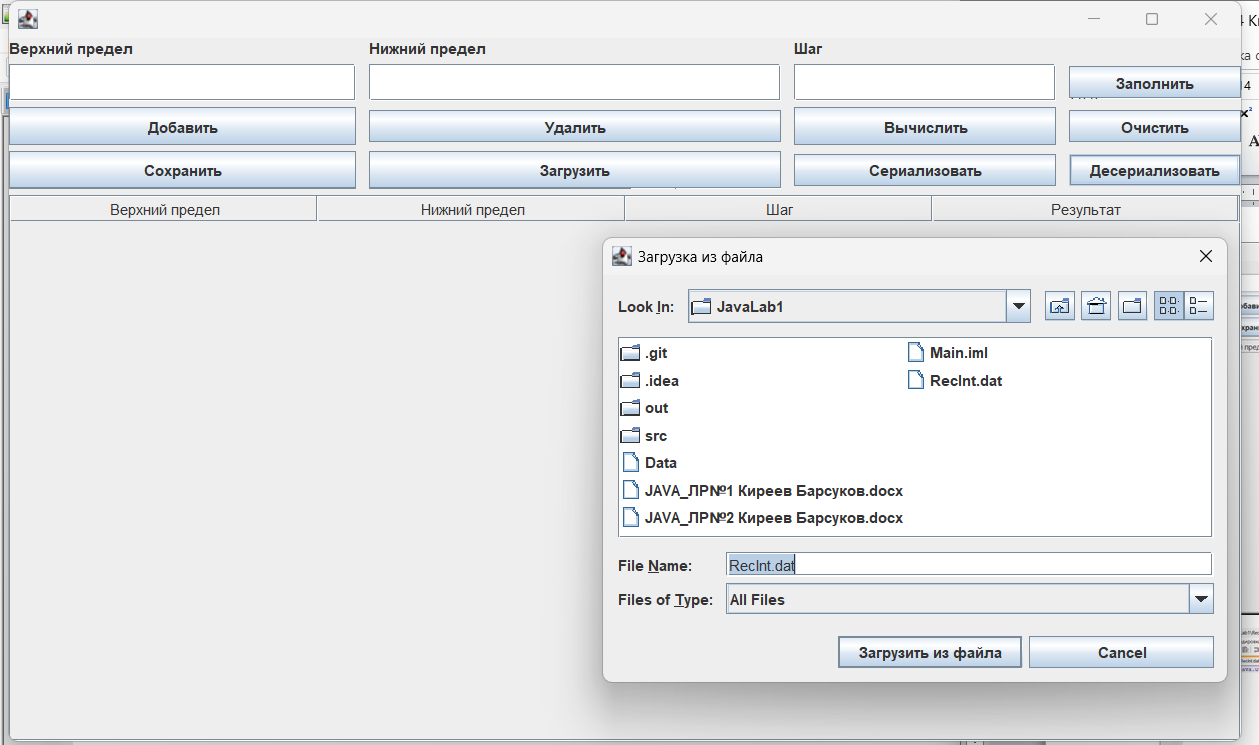 Верхний предел Нижний предел Шаг
Заполнить
Добавить Удалить Вычислить Очистить
Сохранить Загрузить Сериализовать Десериализовать
Верхний предел Нижний предел Шаг Результат
Загрузка из файла
Look In: JavaLab1
.git
.idea
out
src
Data
JAVA_ЛР№1 Киреев Барсуков.docx
JAVA_ЛР№2 Киреев Барсуков.docx
Main.iml
RecInt.dat
File Name: RecInt.dat
Files of Type: All Files
Загрузить из файла Cancel